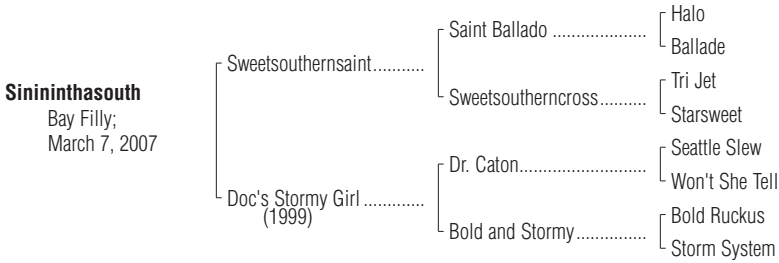 Halo
Saint Ballado ......................
Ballade
Sweetsouthernsaint...........
Tri Jet
Sweetsoutherncross..........
Starsweet
Sinininthasouth
Bay Filly;
March 7, 2007
Seattle Slew
Dr. Caton.............................
Won't She Tell
Doc's Stormy Girl .............
(1999)
Bold Ruckus
Bold and Stormy................
Storm System